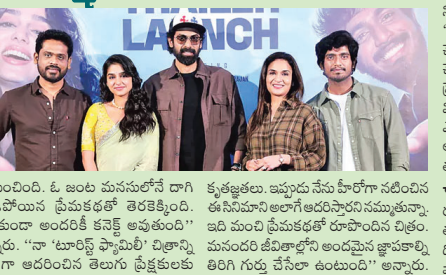 TRAILER
LAUNCH
ంచింది. ఓ జంట మనసులోనే దాగి
పోయిన ప్రేమకథతో తెరకెక్కింది.
కుండా అందరికీ కనెక్ట్ అవుతుంది’’
రు. ‘‘నా ‘టూరిస్ట్ ఫ్యామిలీ’ చిత్రాన్ని
గా ఆదరించిన తెలుగు ప్రేక్షకులకు
కృతజ్ఞతలు. ఇప్పుడు నేను హీరోగా నటించిన
ఈ సినిమాని అలాగే ఆదరిస్తారని నమ్ముతున్నా.
ఇది మంచి ప్రేమకథతో రూపొందిన చిత్రం.
మనందరి జీవితాల్లోని అందమైన జ్ఞాపకాల్ని
తిరిగి గుర్తు చేసేలా ఉంటుంది’’ అన్నారు.